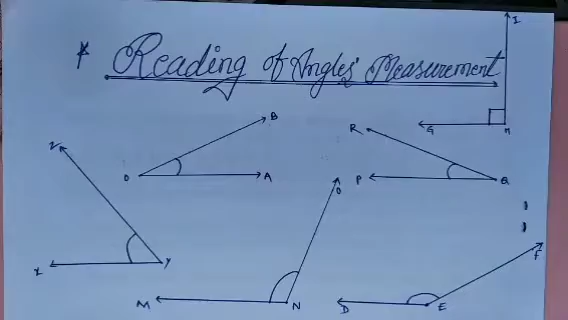 * Reading of Angles' Measurement
I
G H
B
O A
R
P Q
Z
X Y
O
M N
F
D E